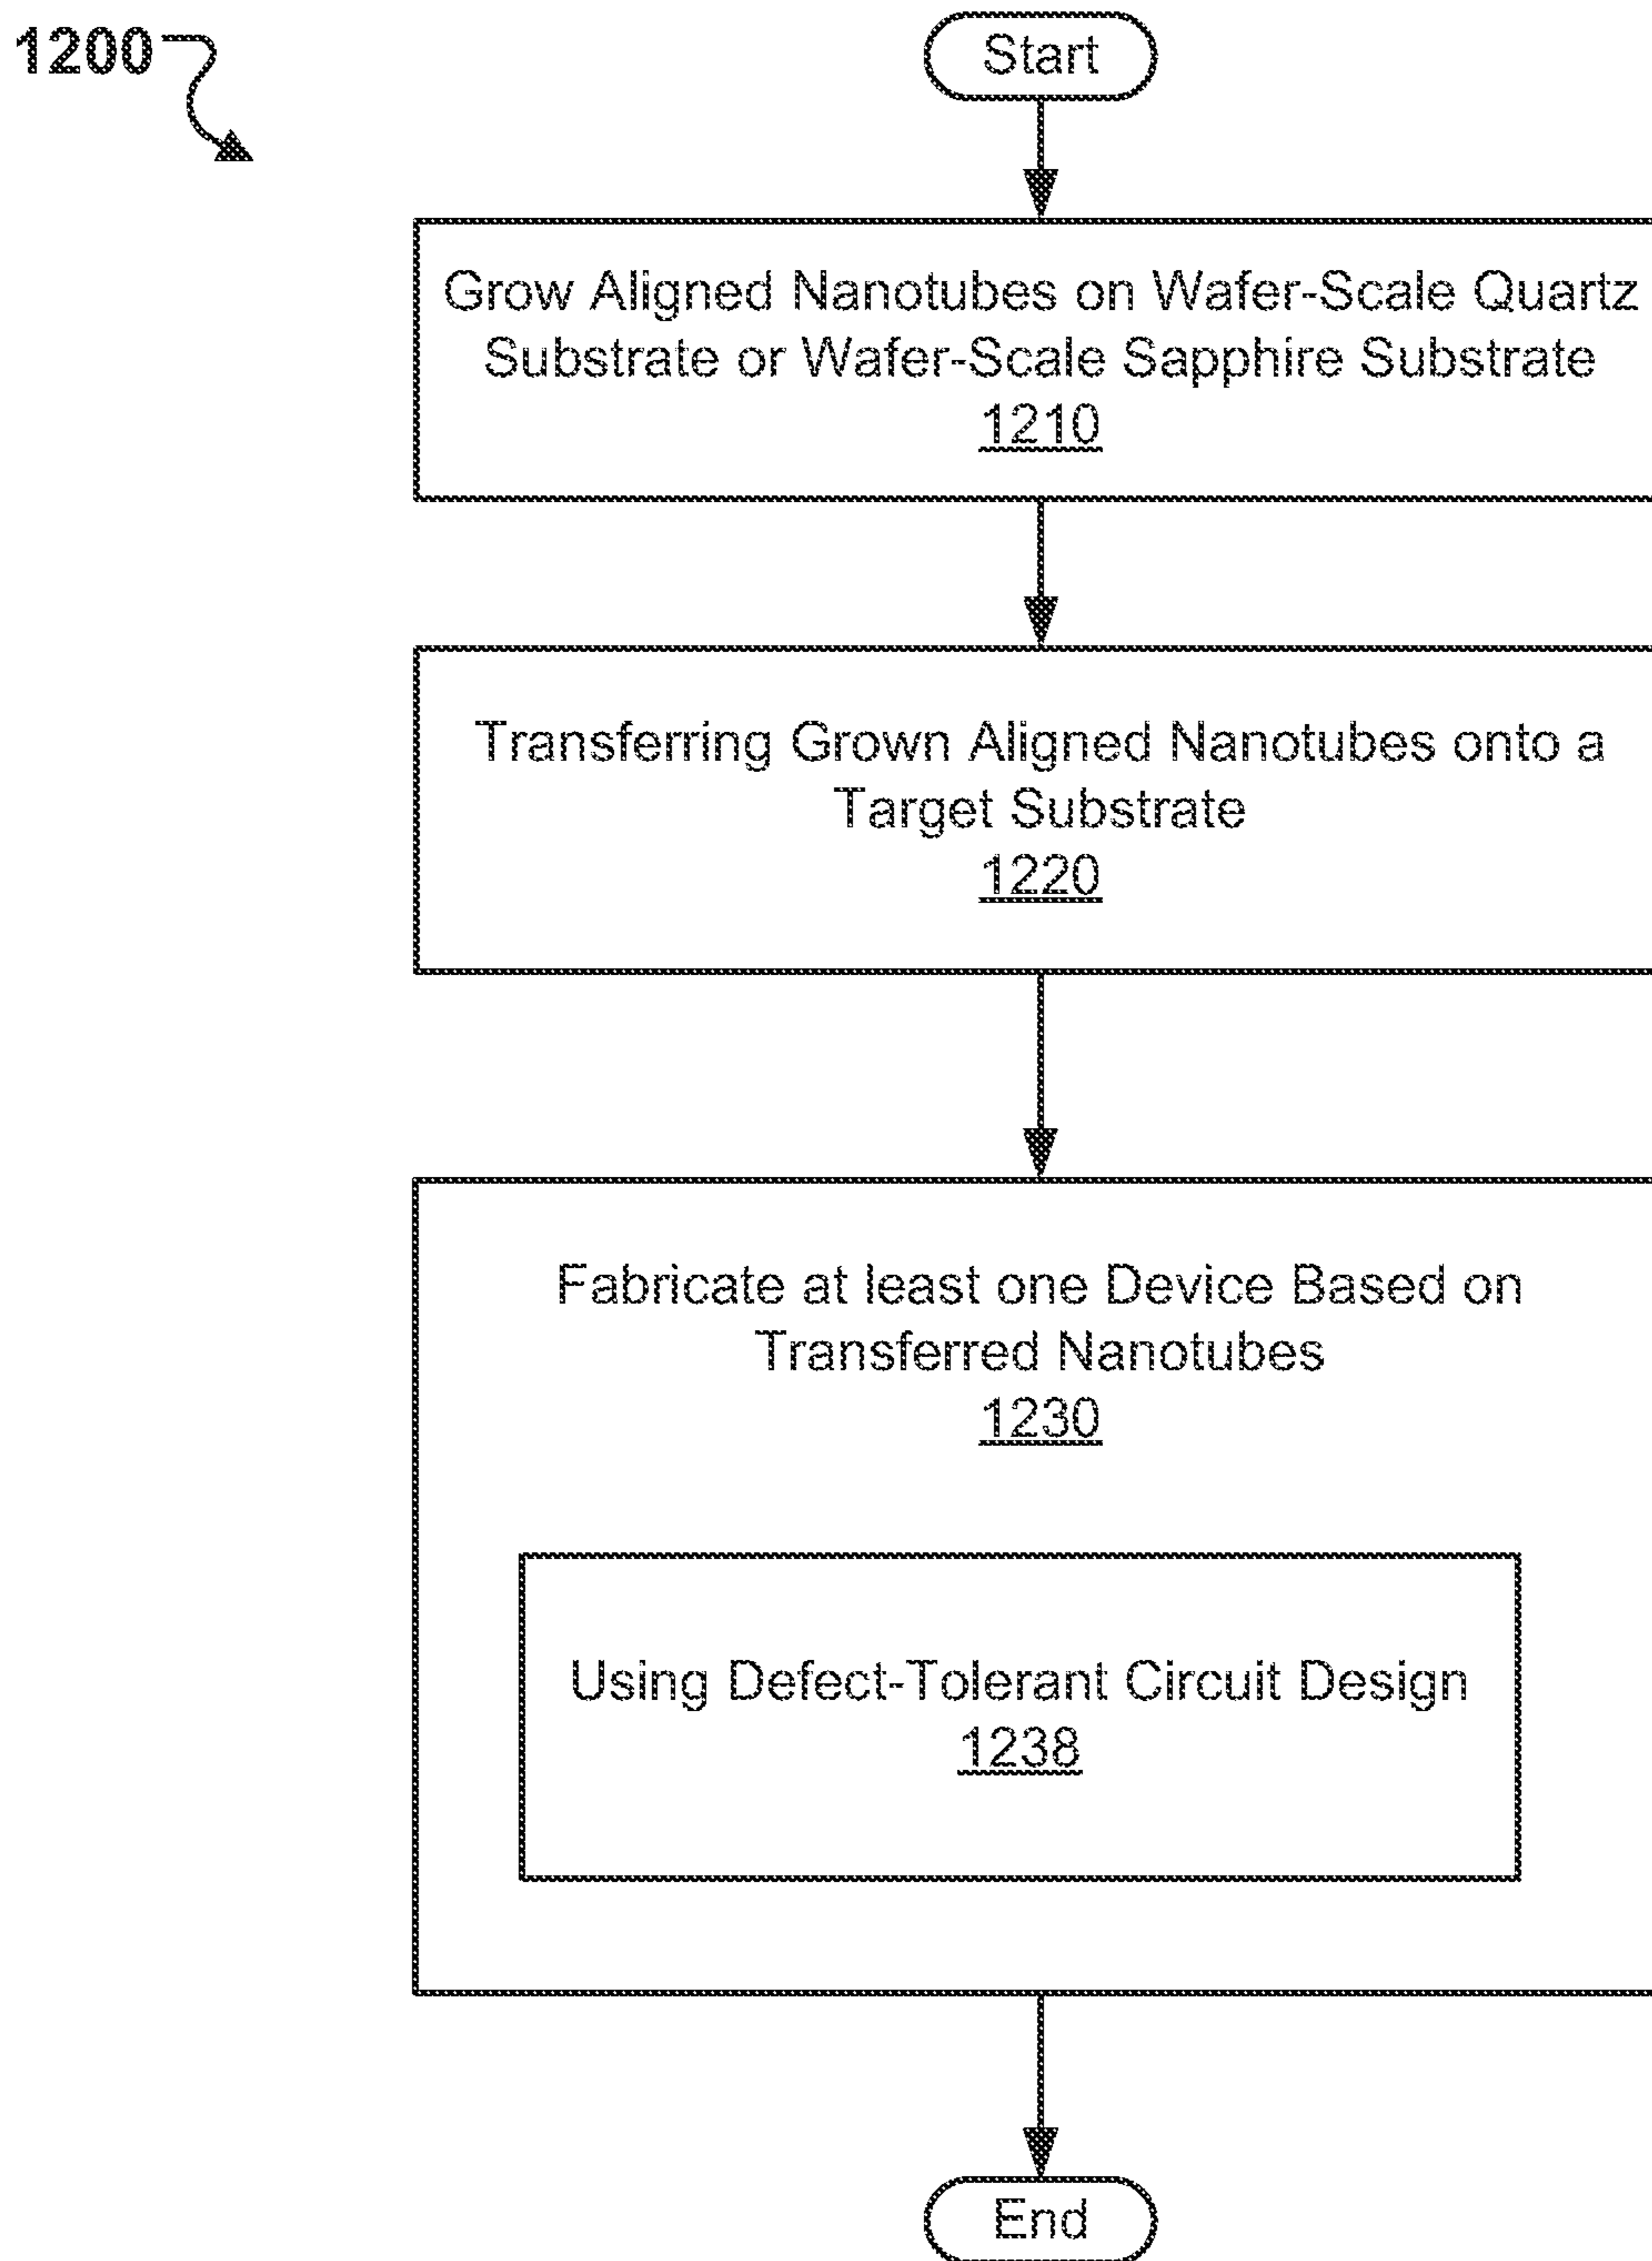 1200
Start
Grow Aligned Nanotubes on Wafer-Scale Quartz
Substrate or Wafer-Scale Sapphire Substrate
1210
Transferring Grown Aligned Nanotubes onto a
Target Substrate
1220
Fabricate at least one Device Based on
Transferred Nanotubes
1230
Using Defect-Tolerant Circuit Design
1238
End